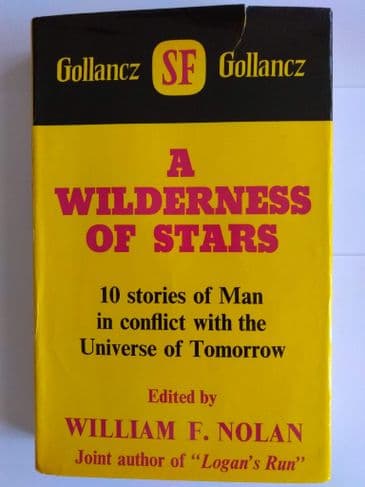 Gollancz SF Gollancz
A
WILDERNESS
OF STARS
10 stories of Man
in conflict with the
Universe of Tomorrow
Edited by
WILLIAM F. NOLAN
Joint author of "Logan's Run"